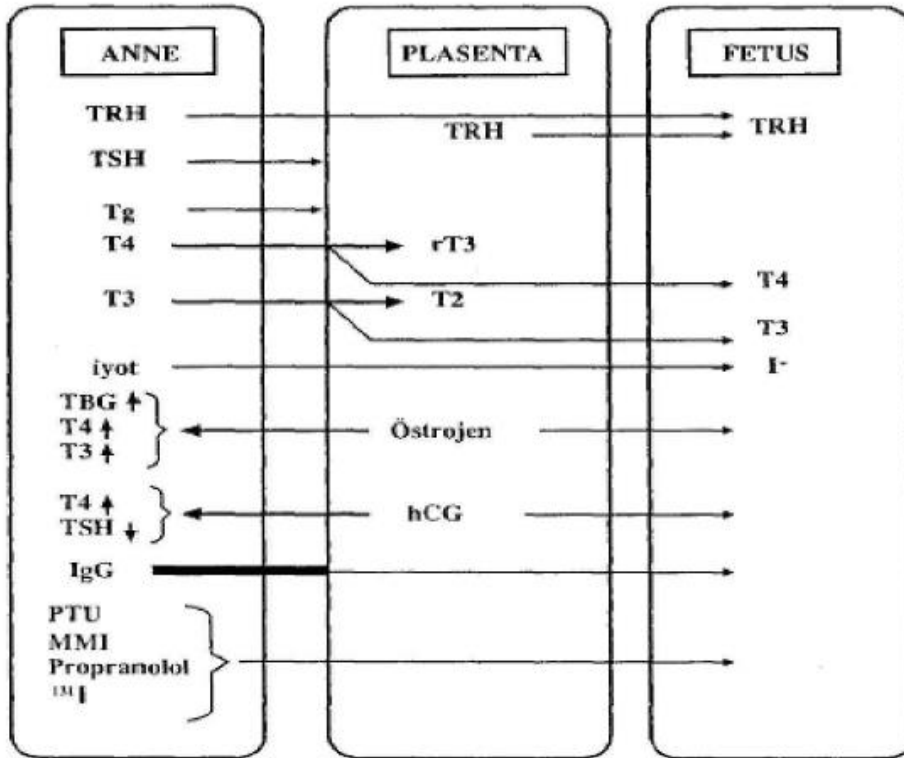 ANNE PLASENTA FETUS
TRH TRH
TRH
TSH
Tg
T4 rT3
T4
T3 T2
T3
iyot I-
TBG ↑
T4 ↑ Östrojen
T3 ↑
T4 ↑
TSH ↓ hCG
IgG
PTU
MMI
Propranolol
131I